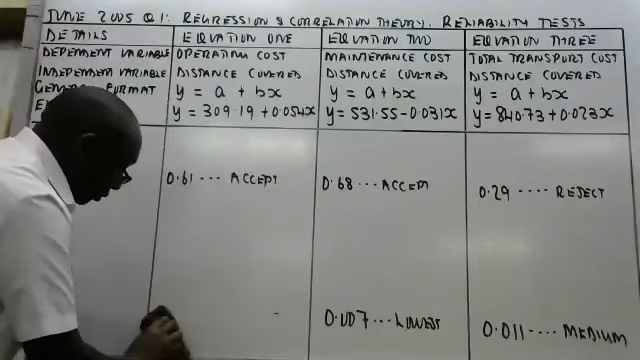 JUNE 2005 Q1: REGRESSION & CORRELATION THEORY: RELIABILITY TESTS
DETAILS EQUATION ONE EQUATION TWO EQUATION THREE
DEPENDENT VARIABLE OPERATING COST MAINTENANCE COST TOTAL TRANSPORT COST
INDEPENDENT VARIABLE DISTANCE COVERED DISTANCE COVERED DISTANCE COVERED
GENERAL FORMAT y = a + bx y = a + bx y = a + bx
y = 309.19 + 0.054x y = 531.55 - 0.031x y = 840.73 + 0.023x
0.61 ... ACCEPT 0.68 ... ACCEPT 0.29 .... REJECT
0.007 ... LOWEST 0.011 .... MEDIUM